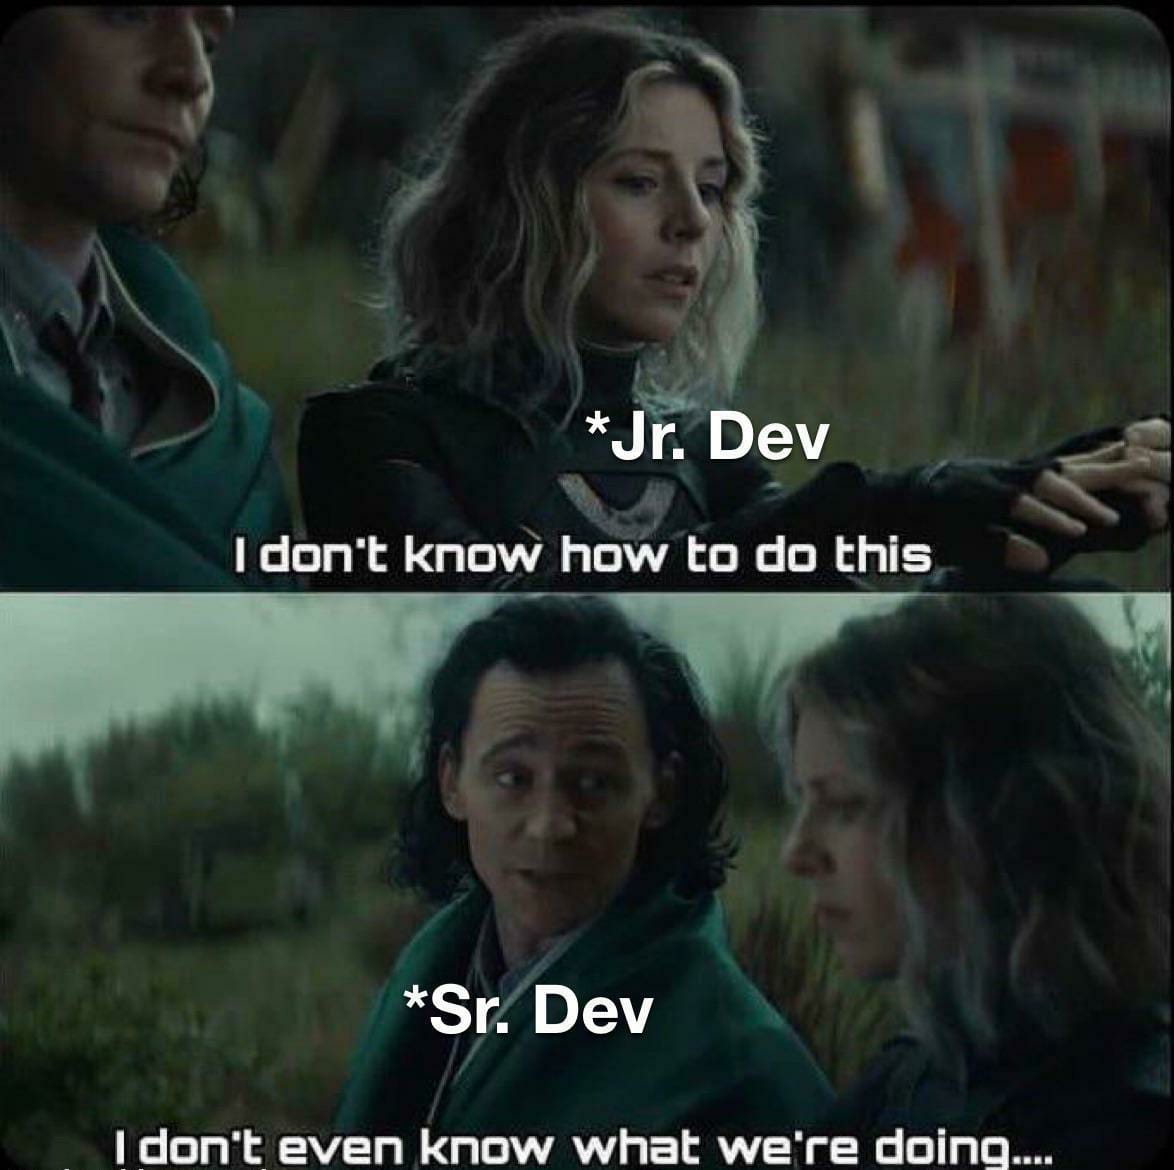 *Jr. Dev
I don't know how to do this
*Sr. Dev
I don't even know what we're doing....